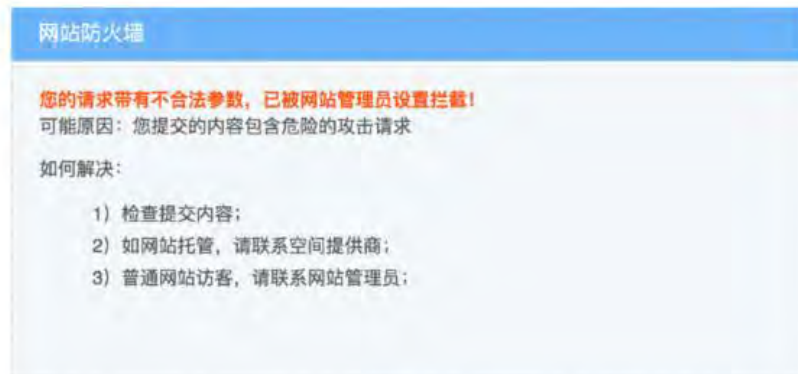 网站防火墙
您的请求带有不合法参数，已被网站管理员设置拦截！
可能原因：您提交的内容包含危险的攻击请求
如何解决：
1）检查提交内容；
2）如网站托管，请联系空间提供商；
3）普通网站访客，请联系网站管理员；